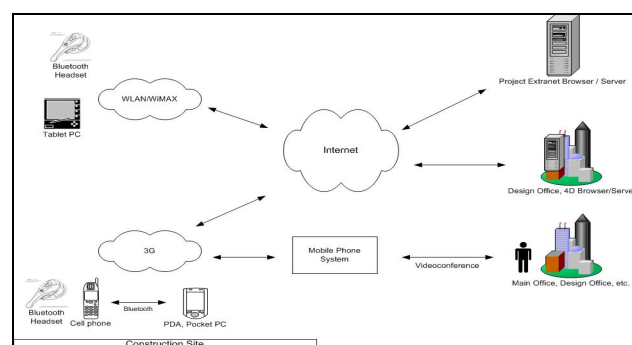 Bluetooth
Headset
WLAN/WiMAX
Tablet PC
Internet
Project Extranet Browser / Server
Design Office, 4D Browser/Serve
3G
Mobile Phone
System
Videoconference
Main Office, Design Office, etc.
Bluetooth
Headset
Cell phone
Bluetooth
PDA, Pocket PC
Construction Site